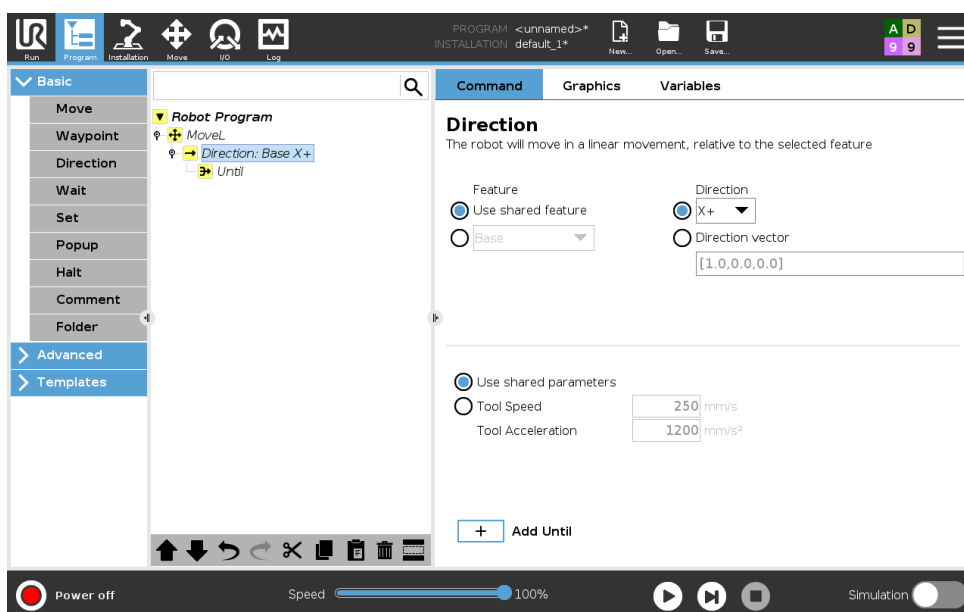 PROGRAM <unnamed>*
INSTALLATION default_1*
A D
9 9
Run Program Installation Move I/O Log New... Open... Save...
Basic
Move
Waypoint
Direction
Wait
Set
Popup
Halt
Comment
Folder
Advanced
Templates
Robot Program
MoveL
Direction: Base X+
Until
Command Graphics Variables
Direction
The robot will move in a linear movement, relative to the selected feature
Feature
Use shared feature
Base
Direction
X+
Direction vector
[1.0,0.0,0.0]
Use shared parameters
Tool Speed 250 mm/s
Tool Acceleration 1200 mm/s²
+ Add Until
Power off Speed 100% Simulation